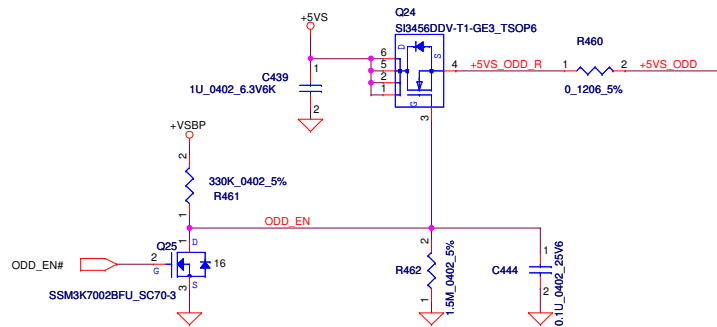 Q24
+5VS
SI3456DDV-T1-GE3_TSOP6
R460
6
D
S
1
5
4
+5VS_ODD_R
1
2
+5VS_ODD
C439
2
1U_0402_6.3V6K
1
0_1206_5%
G
2
3
+VSBP
2
330K_0402_5%
R461
1
ODD_EN
1
Q25
D
2
1
ODD_EN#
2
16
R462
1.5M_0402_5%
C444
0.1U_0402_25V6
G
S
3
1
2
SSM3K7002BFU_SC70-3